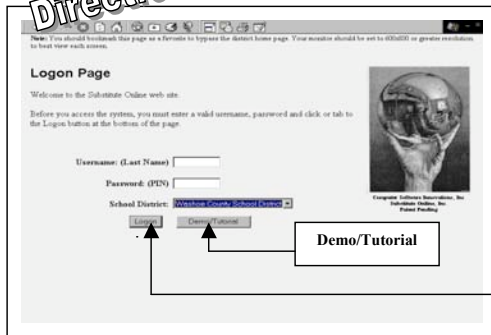 Note: You should bookmark this page as a favorite to bypass the district home page. Your monitor should be set to 600x800 or greater resolution
to best view each screen.
Logon Page
Welcome to the Substitute Online web site.
Before you access the system, you must enter a valid username, password and click or tab to
the Logon button at the bottom of the page.
Username: (Last Name)
Password: (PIN)
School District: Washoe County School District
Logon Demo/Tutorial
Computer Software Innovations, Inc
Substitute Online, Inc
Patent Pending
Demo/Tutorial